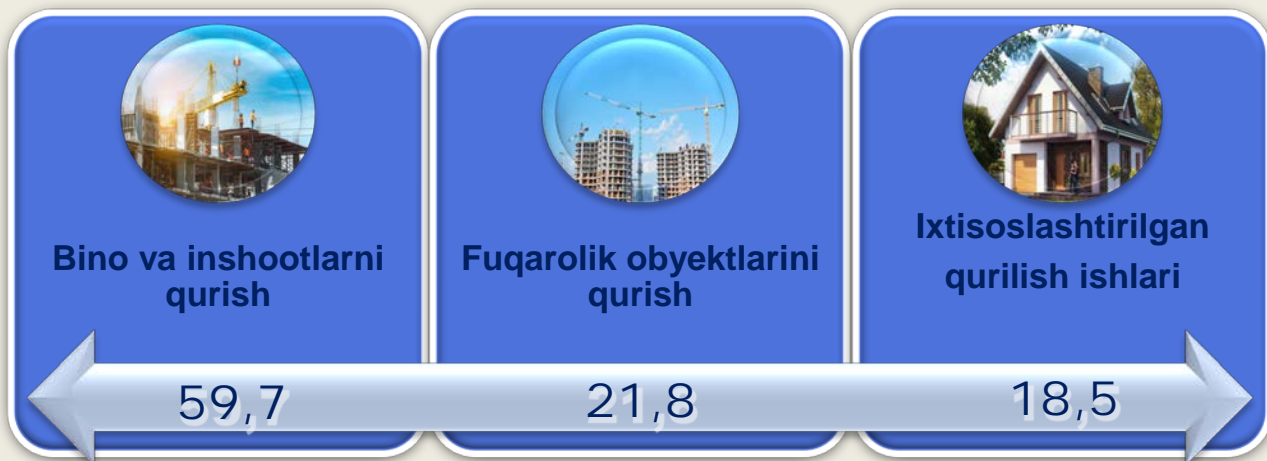 Bino va inshootlarni
qurish
Fuqarolik obyektlarini
qurish
Ixtisoslashtirilgan
qurilish ishlari
59,7
21,8
18,5